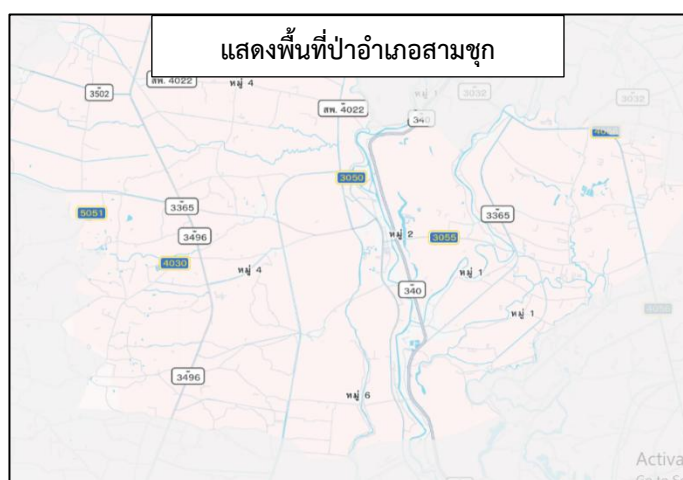 แสดงพื้นที่ป่าอำเภอสามชุก
สพ. 4022
หมู่ 4
3502
สพ. 4022
หมู่ 1
3032
3032
340
3050
5051
3365
3365
3496
หมู่ 2
3055
4030
หมู่ 4
หมู่ 1
340
หมู่ 1
3496
หมู่ 6
Activa